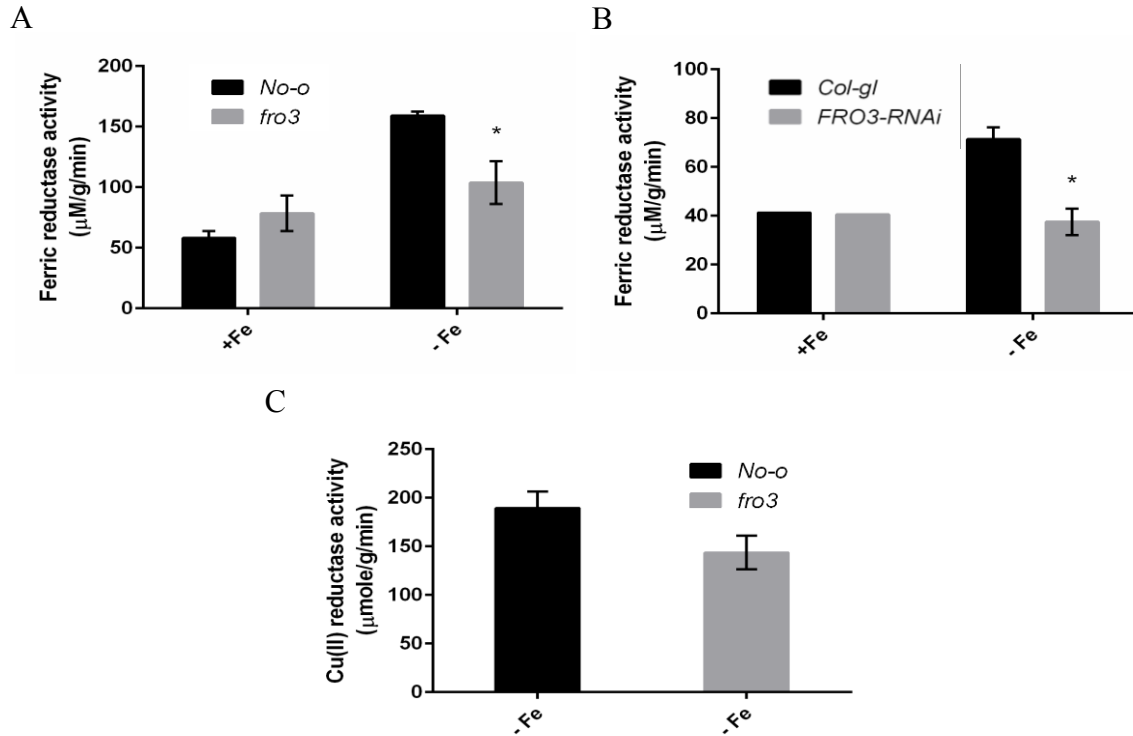 A
Ferric reductase activity
(μM/g/min)
200
150
100
50
0
No-o
fro3
*
+Fe
- Fe
B
Ferric reductase activity
(μM/g/min)
100
80
60
40
20
0
Col-gl
FRO3-RNAi
*
+Fe
- Fe
C
Cu(II) reductase activity
(μmole/g/min)
250
200
150
100
50
0
No-o
fro3
- Fe
- Fe